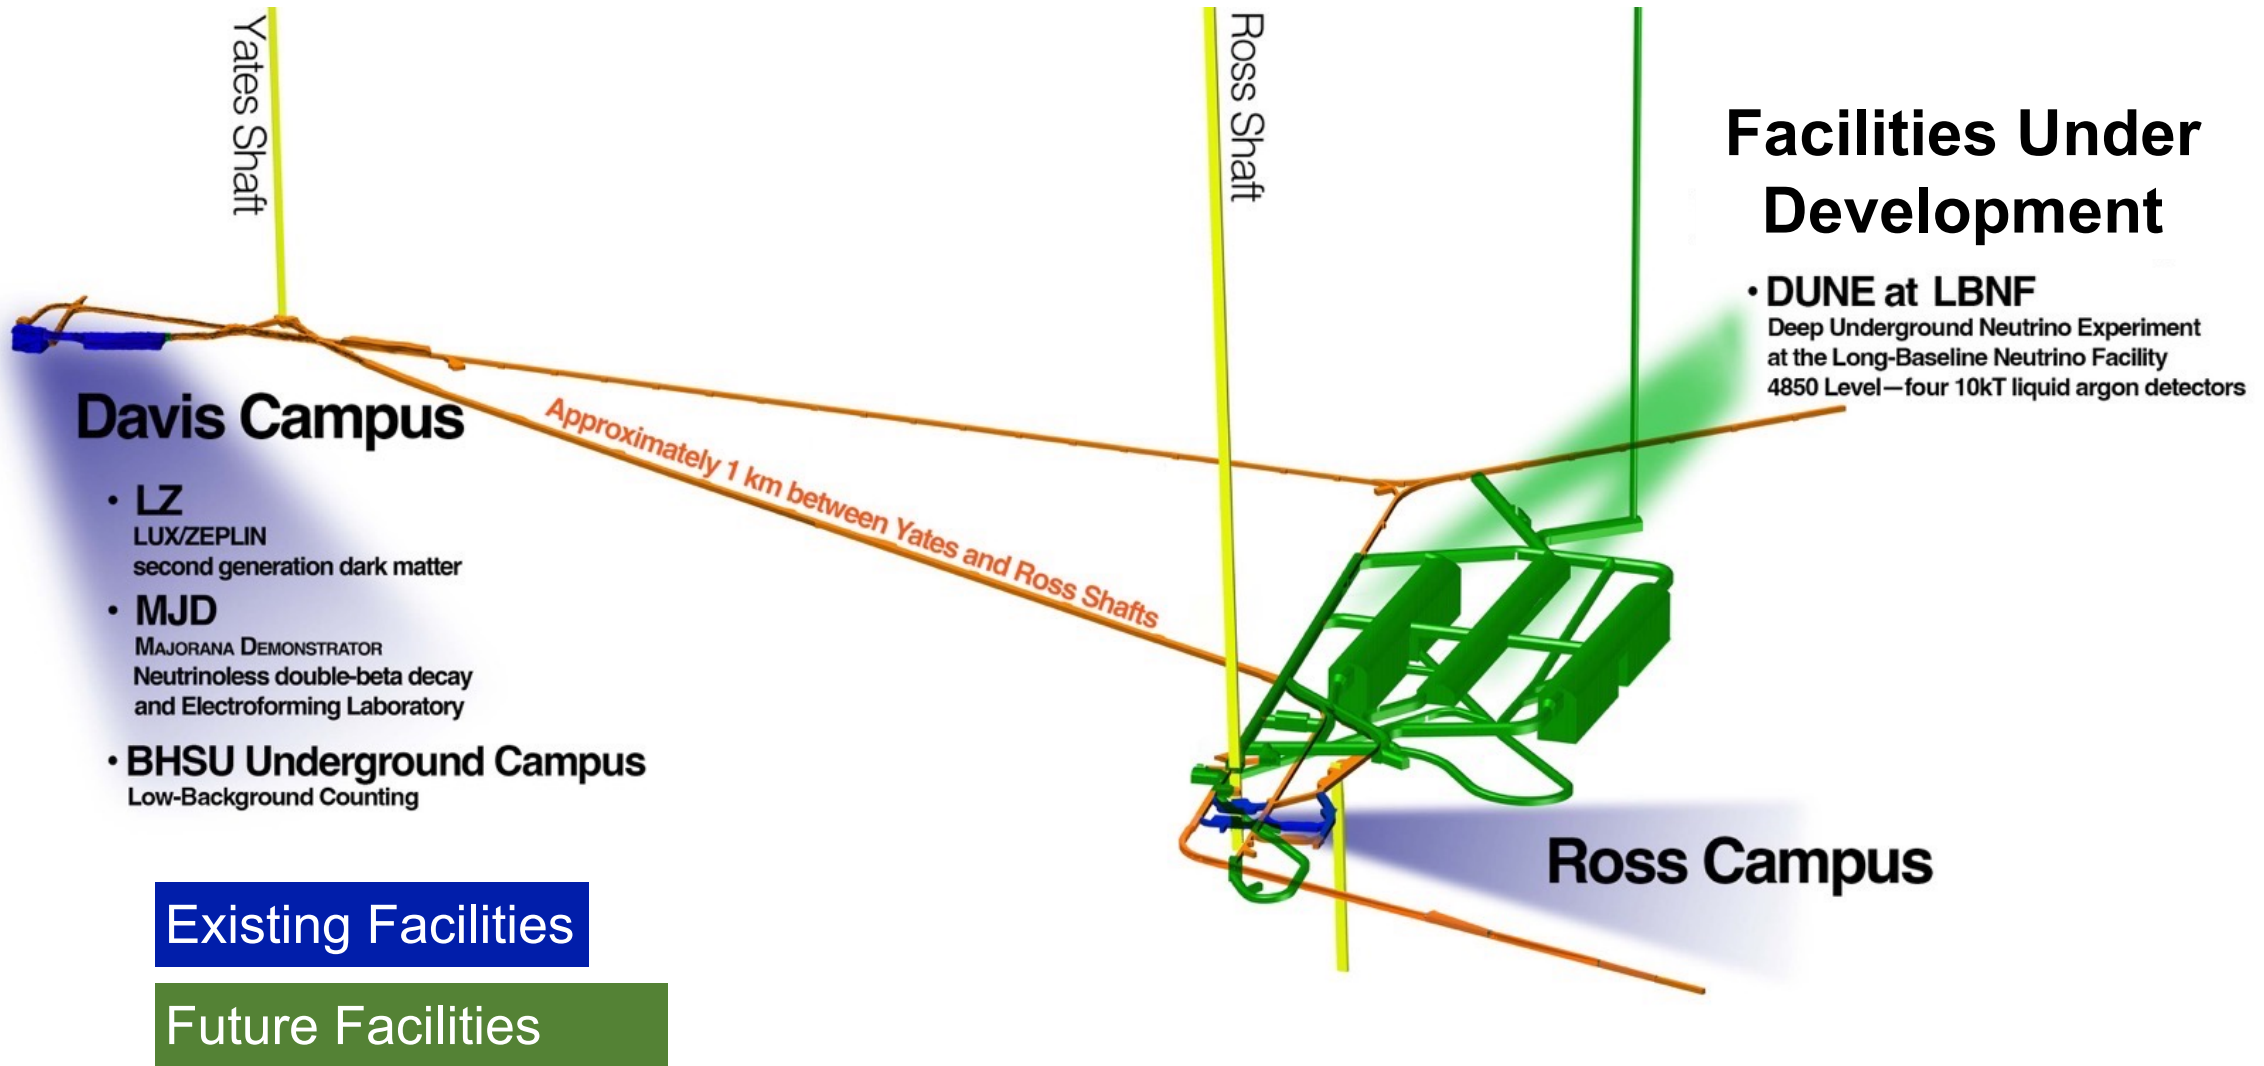 Yates Shaft
Ross Shaft
Facilities Under
Development
• DUNE at LBNF
Deep Underground Neutrino Experiment
at the Long-Baseline Neutrino Facility
4850 Level—four 10kT liquid argon detectors
Approximately 1 km between Yates and Ross Shafts
Davis Campus
• LZ
LUX/ZEPLIN
second generation dark matter
• MJD
MAJORANA DEMONSTRATOR
Neutrinoless double-beta decay
and Electroforming Laboratory
• BHSU Underground Campus
Low-Background Counting
Ross Campus
Existing Facilities
Future Facilities